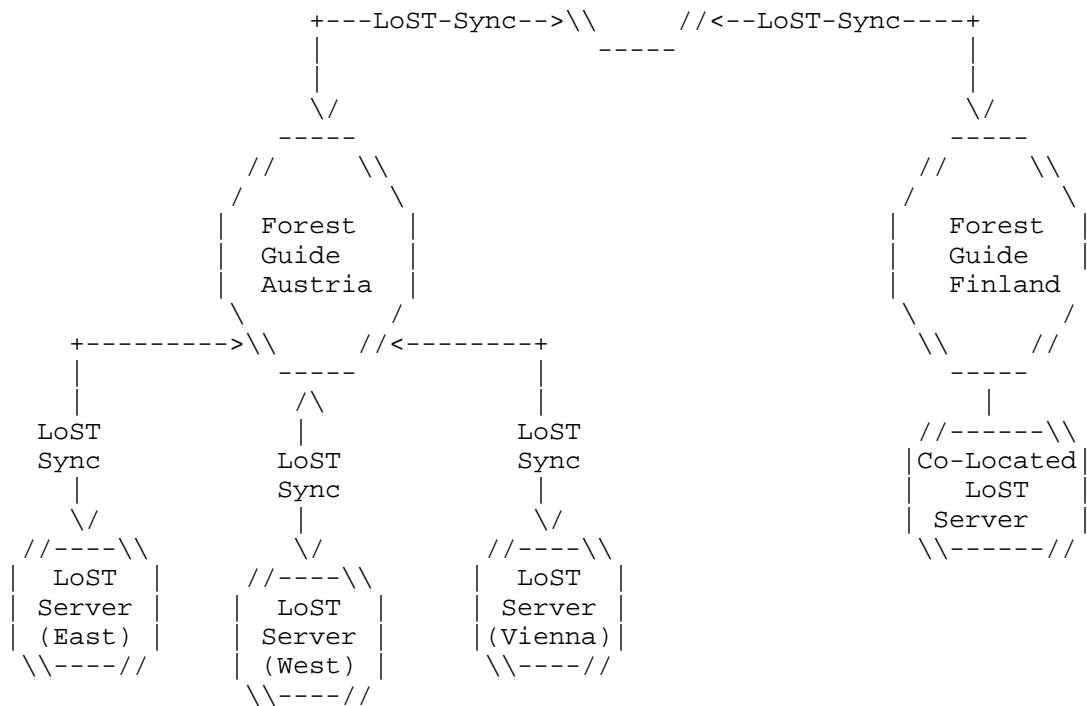 LoST-Sync LoST-Sync
Forest Forest
Guide Guide
Austria Finland
LoST LoST
Sync LoST Sync Co-Located
Sync LoST
Server
LoST LoST
Server LoST Server
(East) Server (Vienna)
(West)